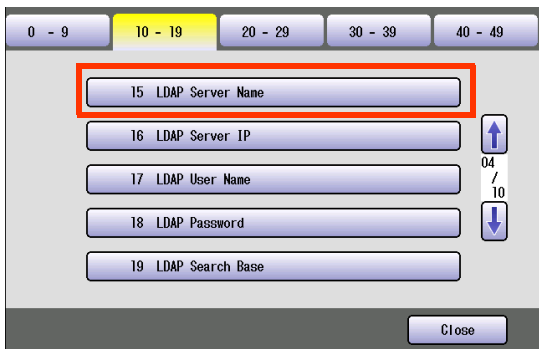 0 - 9 10 - 19 20 - 29 30 - 39 40 - 49
15 LDAP Server Name
16 LDAP Server IP
17 LDAP User Name
18 LDAP Password
19 LDAP Search Base
04
/
10
Close